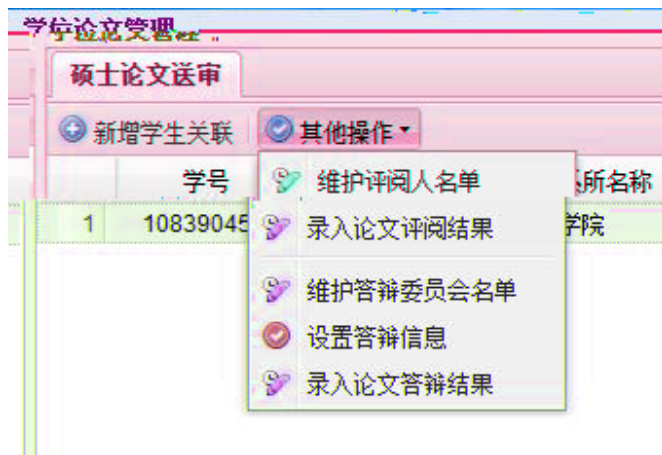 学位论文管理
硕士论文送审
新增学生关联 其他操作
学号 所名称
1 10839045 学院
维护评阅人名单
录入论文评阅结果
维护答辩委员会名单
设置答辩信息
录入论文答辩结果